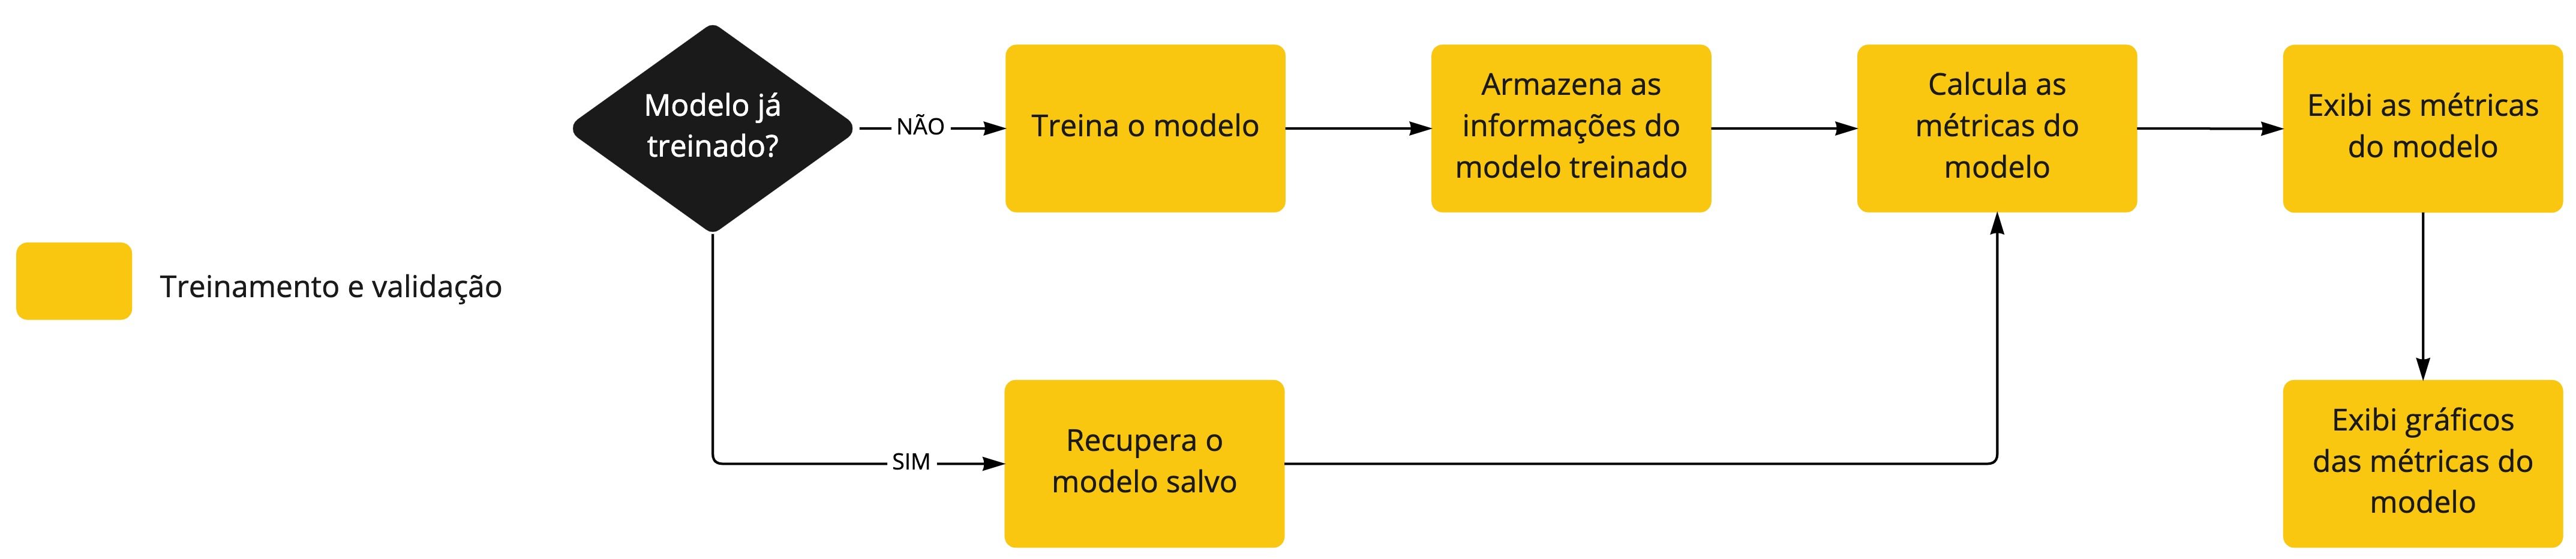 Modelo já
treinado?
NÃO
Treina o modelo
Armazena as
informações do
modelo treinado
Calcula as
métricas do
modelo
Exibi as métricas
do modelo
Treinamento e validação
SIM
Recupera o
modelo salvo
Exibi gráficos
das métricas do
modelo